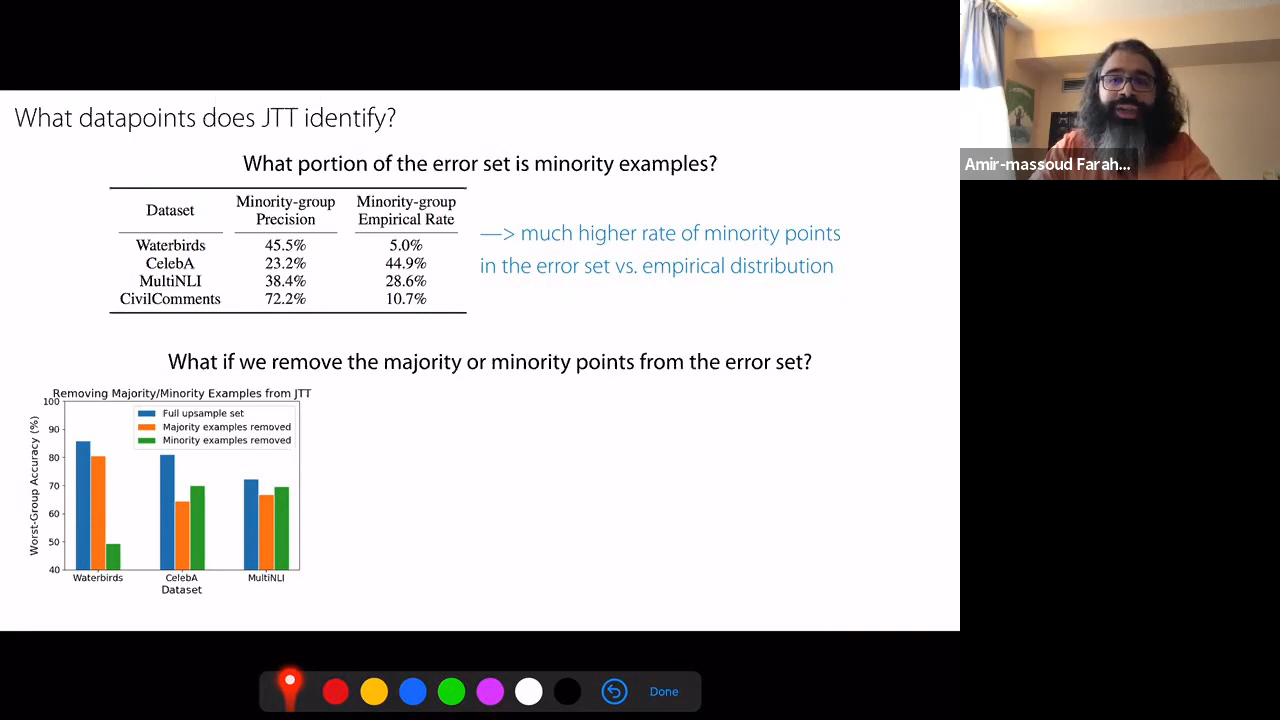 What datapoints does JTT identify?
What portion of the error set is minority examples?
Dataset
Minority-group Precision
Minority-group Empirical Rate
Waterbirds 45.5% 5.0%
CelebA 23.2% 44.9%
MultiNLI 38.4% 28.6%
CivilComments 72.2% 10.7%
—> much higher rate of minority points
in the error set vs. empirical distribution
What if we remove the majority or minority points from the error set?
Removing Majority/Minority Examples from JTT
Full upsample set
Majority examples removed
Minority examples removed
Worst-Group Accuracy (%)
100
90
80
70
60
50
40
Waterbirds CelebA MultiNLI
Dataset
Amir-massoud Farah...
Done